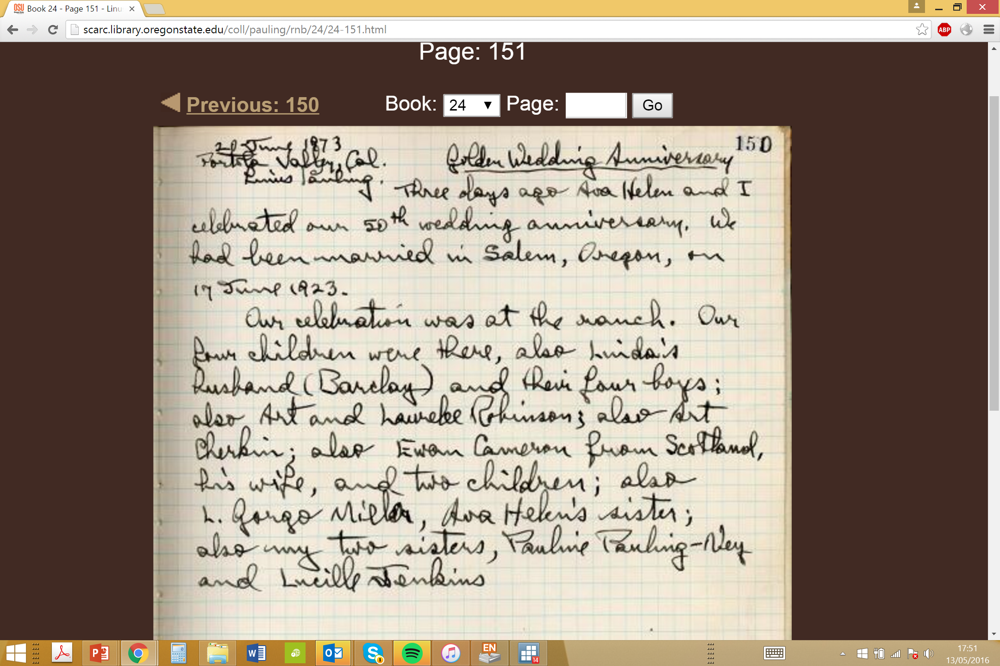 Book 24 - Page 151 - Linu
scarc.library.oregonstate.edu/coll/pauling/rnb/24/24-151.html
ABP
Page: 151
Previous: 150
Book: 24 Page: Go
151
20 June 1973
Portola Valley, Cal.
Linus Pauling.
Golden Wedding Anniversary
Three days ago Ava Helen and I
celebrated our 50th wedding anniversary. We
had been married in Salem, Oregon, on
17 June 1923.
Our celebration was at the ranch. Our
four children were there, also Linda's
husband (Barclay) and their four boys;
also Art and Laurelee Robinson; also Art
Cherkin; also Ewan Cameron from Scotland,
his wife, and two children; also
L. Gorgo Miller, Ava Helen's sister;
also my two sisters, Pauline Pauling-Ney
and Lucille Jenkins
EN
14
17:51
13/05/2016